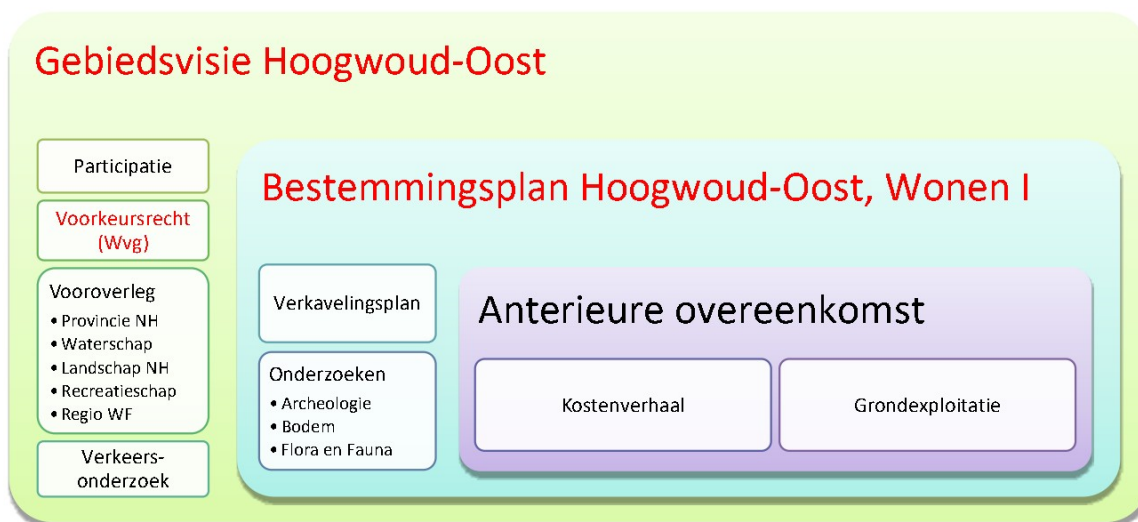 Gebiedsvisie Hoogwoud-Oost
Participatie
Voorkeursrecht
(Wvg)
Vooroverleg
• Provincie NH
• Waterschap
• Landschap NH
• Recreatieschap
• Regio WF
Verkeers-
onderzoek
Bestemmingsplan Hoogwoud-Oost, Wonen I
Verkavelingsplan
Onderzoeken
• Archeologie
• Bodem
• Flora en Fauna
Anterieure overeenkomst
Kostenverhaal
Grondexploitatie